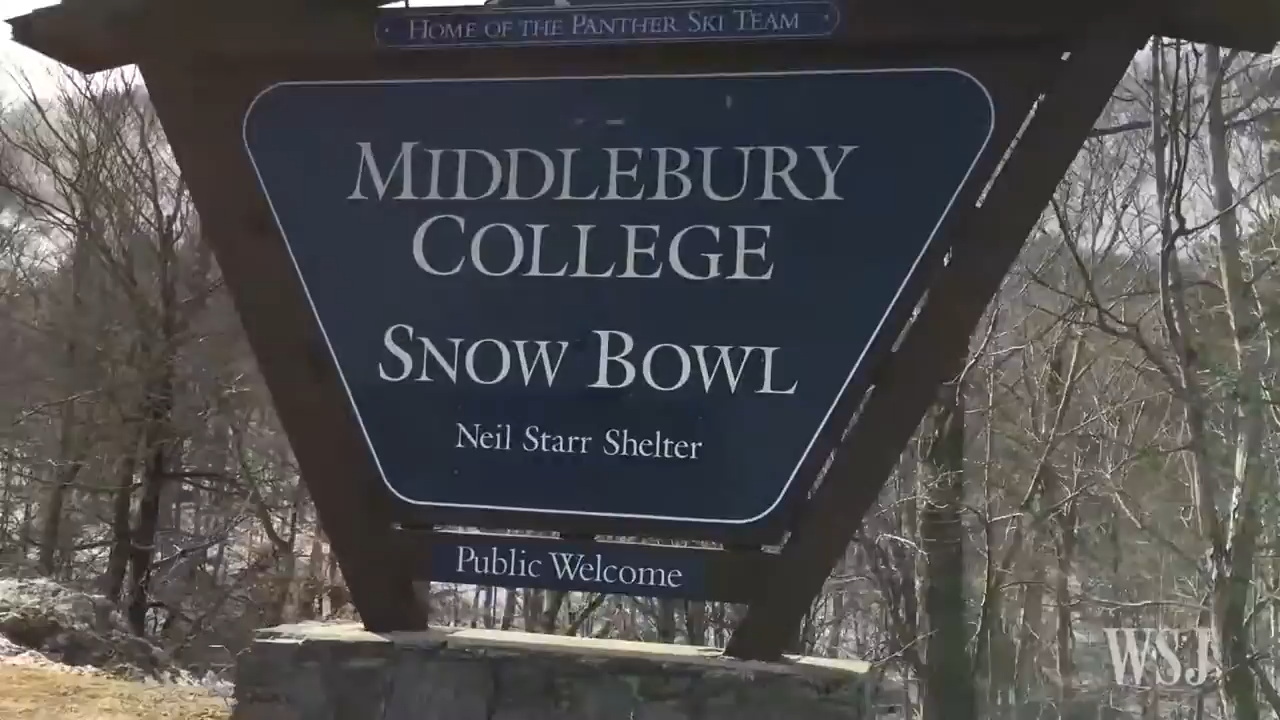 Home of the Panther Ski Team
Middlebury
College
Snow Bowl
Neil Starr Shelter
Public Welcome
WSJ